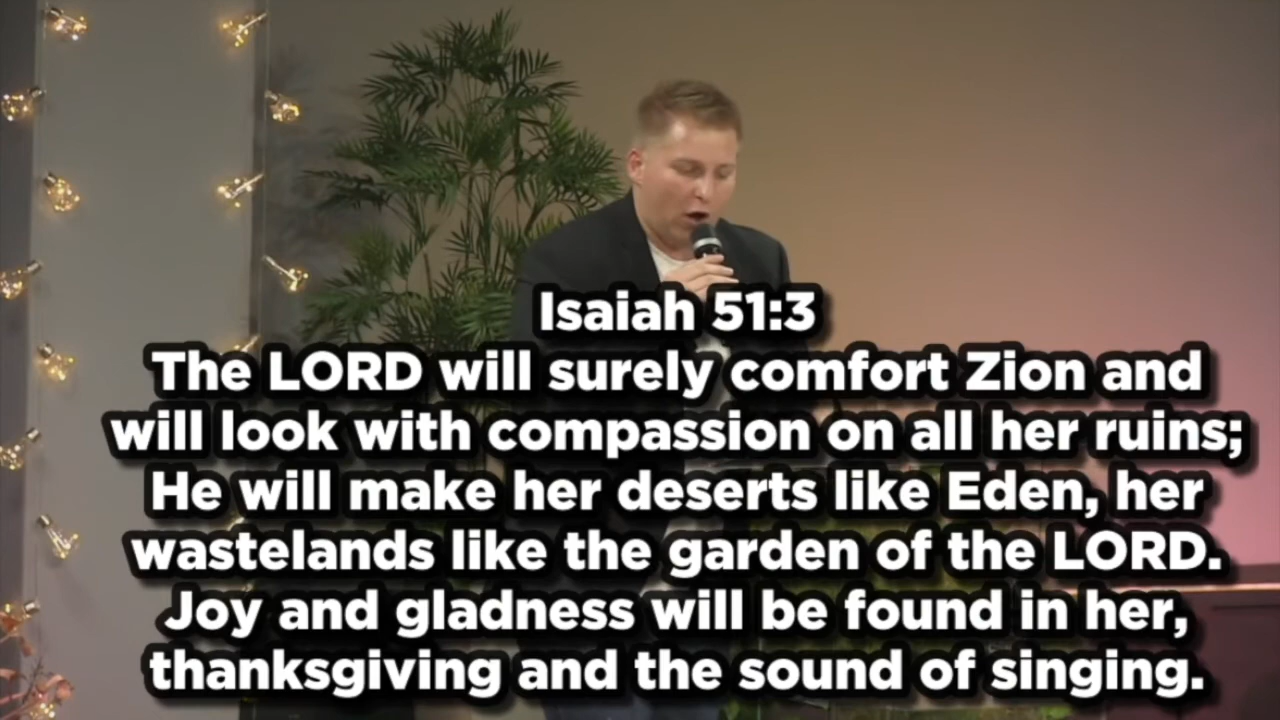 Isaiah 51:3
The LORD will surely comfort Zion and
will look with compassion on all her ruins;
He will make her deserts like Eden, her
wastelands like the garden of the LORD.
Joy and gladness will be found in her,
thanksgiving and the sound of singing.